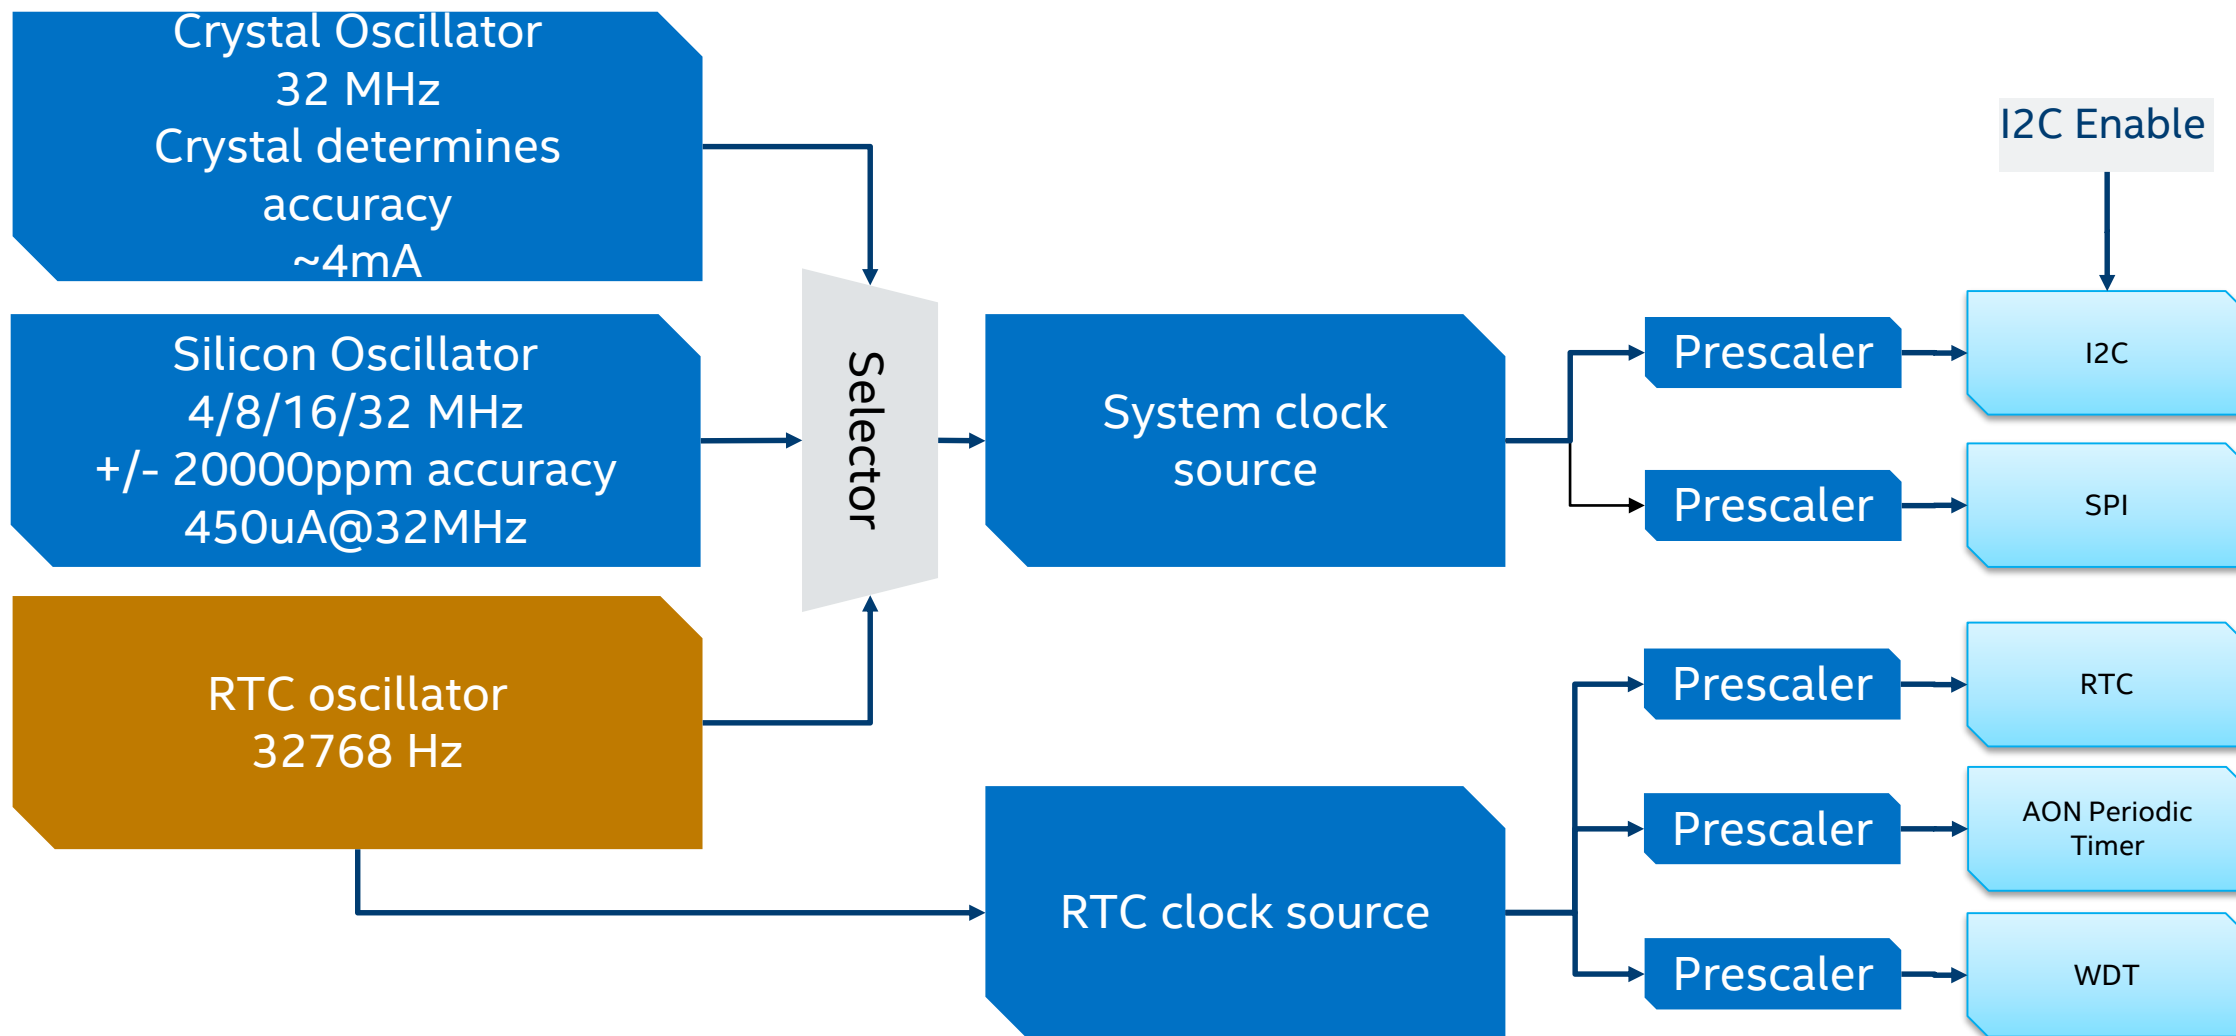 Crystal Oscillator
32 MHz
Crystal determines
accuracy
~4mA
Silicon Oscillator
4/8/16/32 MHz
+/- 20000ppm accuracy
450uA@32MHz
RTC oscillator
32768 Hz
Selector
System clock
source
RTC clock source
I2C Enable
Prescaler
I2C
Prescaler
SPI
Prescaler
RTC
Prescaler
AON Periodic
Timer
Prescaler
WDT